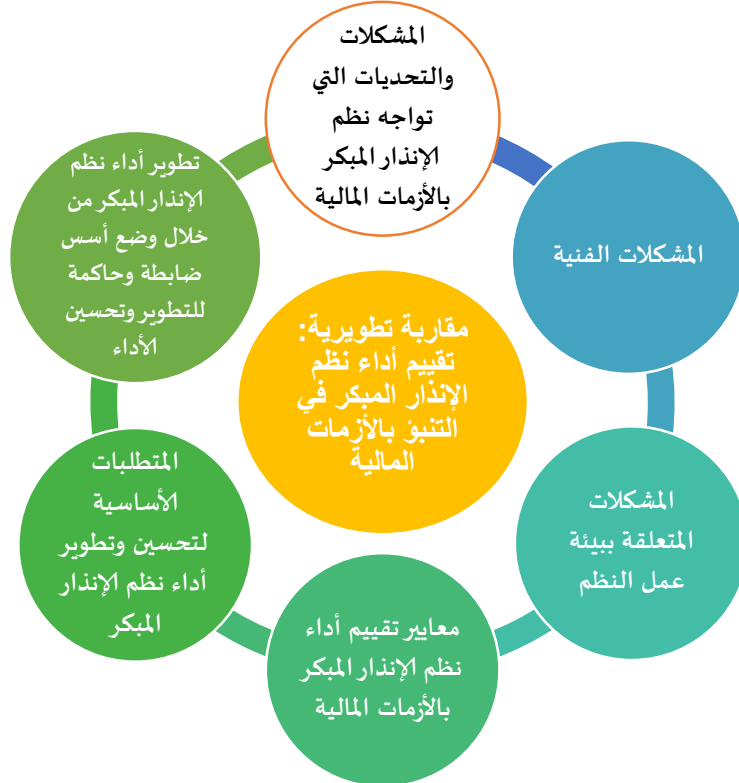 المشكلات
والتحديات التي
تواجه نظم
الإنذار المبكر
بالأزمات المالية
المشكلات الفنية
المشكلات
المتعلقة ببيئة
عمل النظم
معايير تقييم أداء
نظم الإنذار المبكر
بالأزمات المالية
المتطلبات
الأساسية
لتحسين وتطوير
أداء نظم الإنذار
المبكر
تطوير أداء نظم
الإنذار المبكر من
خلال وضع أسس
ضابطة وحاكمة
للتطوير وتحسين
الأداء
مقاربة تطويرية:
تقييم أداء نظم
الإنذار المبكر في
التنبؤ بالأزمات
المالية